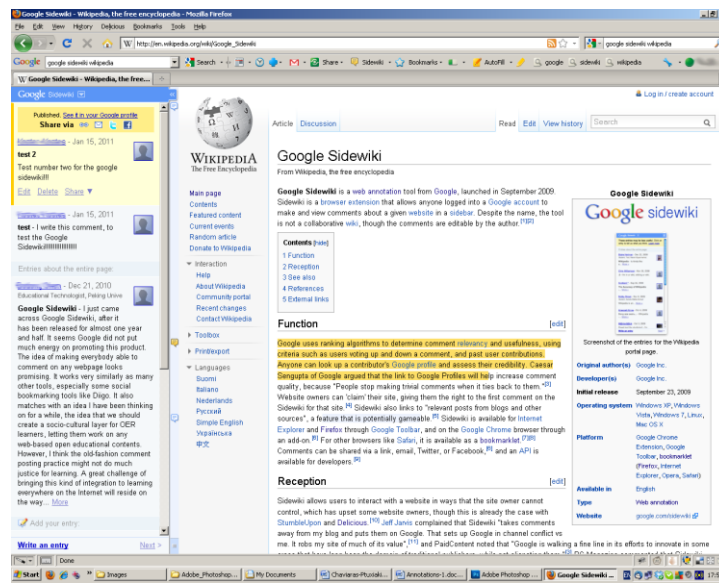 Google Sidewiki - Wikipedia, the free encyclopedia - Mozilla Firefox
File Edit View History Delicious Bookmarks Tools Help
http://en.wikipedia.org/wiki/Google_Sidewiki
google sidewiki wikipedia
Google google sidewiki wikipedia Search Share Sidewiki Bookmarks AutoFill google sidewiki wikipedia
Google Sidewiki - Wikipedia, the free...
Google Sidewiki
Published. See it in your Google profile
Share via
- Jan 15, 2011
test 2
Test number two for the google
sidewiki!!!
Edit Delete Share ▼
- Jan 15, 2011
test - I write this comment, to
test the Google
Entries about the entire page:
- Dec 21, 2010
Educational Technologist, Peking Unive
Google Sidewiki - I just came
across Google Sidewiki, after it
has been released for almost one year
and half. It seems Google did not put
much energy on promoting this product.
The idea of making everybody able to
comment on any webpage looks
promising. It works very similarly as many
other tools, especially some social
bookmarking tools like Diigo. It also
matches with an idea I have been thinking
on for a while, the idea that we should
create a socio-cultural layer for OER
learners, letting them work on any
web-based open educational contents.
However, I think the old-fashion comment
posting practice might not do much
justice for learning. A great challenge of
bringing this kind of integration to learning
everywhere on the Internet will reside on
the way... More
Add your entry:
Write an entry Next >
WIKIPEDIA
The Free Encyclopedia
Main page
Contents
Featured content
Current events
Random article
Donate to Wikipedia
Interaction
Help
About Wikipedia
Community portal
Recent changes
Contact Wikipedia
Toolbox
Print/export
Languages
Suomi
Italiano
Nederlands
Русский
Simple English
Українська
中文
Log in / create account
Article Discussion Read Edit View history Search
Google Sidewiki
From Wikipedia, the free encyclopedia
Google Sidewiki is a web annotation tool from Google, launched in September 2009.
Sidewiki is a browser extension that allows anyone logged into a Google account to
make and view comments about a given website in a sidebar. Despite the name, the tool
is not a collaborative wiki, though the comments are editable by the author.[1][2]
Contents [hide]
1 Function
2 Reception
3 See also
4 References
5 External links
Function [edit]
Google uses ranking algorithms to determine comment relevancy and usefulness, using
criteria such as users voting up and down a comment, and past user contributions.
Anyone can look up a contributor's Google profile and assess their credibility. Caesar
Sengupta of Google argued that the link to Google Profiles will help increase comment
quality, because "People stop making trivial comments when it ties back to them."[3]
Website owners can 'claim' their site, giving them the right to the first comment on the
Sidewiki for that site.[4] Sidewiki also links to "relevant posts from blogs and other
sources", a feature that is potentially gameable.[5] Sidewiki is available for Internet
Explorer and Firefox through Google Toolbar, and on the Google Chrome browser through
an add-on.[6] For other browsers like Safari, it is available as a bookmarklet.[7][8]
Comments can be shared via a link, email, Twitter, or Facebook,[8] and an API is
available for developers.[2]
Reception [edit]
Sidewiki allows users to interact with a website in ways that the site owner cannot
control, which has upset some website owners, though this is already the case with
StumbleUpon and Delicious.[10] Jeff Jarvis complained that Sidewiki "takes comments
away from my blog and puts them on Google. That sets up Google in channel conflict vs
me. It robs my site of much of its value",[11] and PaidContent noted that "Google is walking a fine line in its efforts to innovate in some
Google Sidewiki
Google sidewiki
Screenshot of the entries for the Wikipedia
portal page.
Original author(s) Google Inc.
Developer(s) Google Inc.
Initial release September 23, 2009
Operating system Windows XP, Windows
Vista, Windows 7, Linux,
Mac OS X
Platform Google Chrome
Extension, Google
Toolbar, bookmarklet
(Firefox, Internet
Explorer, Opera, Safari)
Available in English
Type Web annotation
Website google.com/sidewiki
Done
Start Images Adobe_Photoshop... My Documents Chaviaras-Ptuxiaki... Annotations-1.doc... Adobe Photoshop ... Google Sidewiki ...